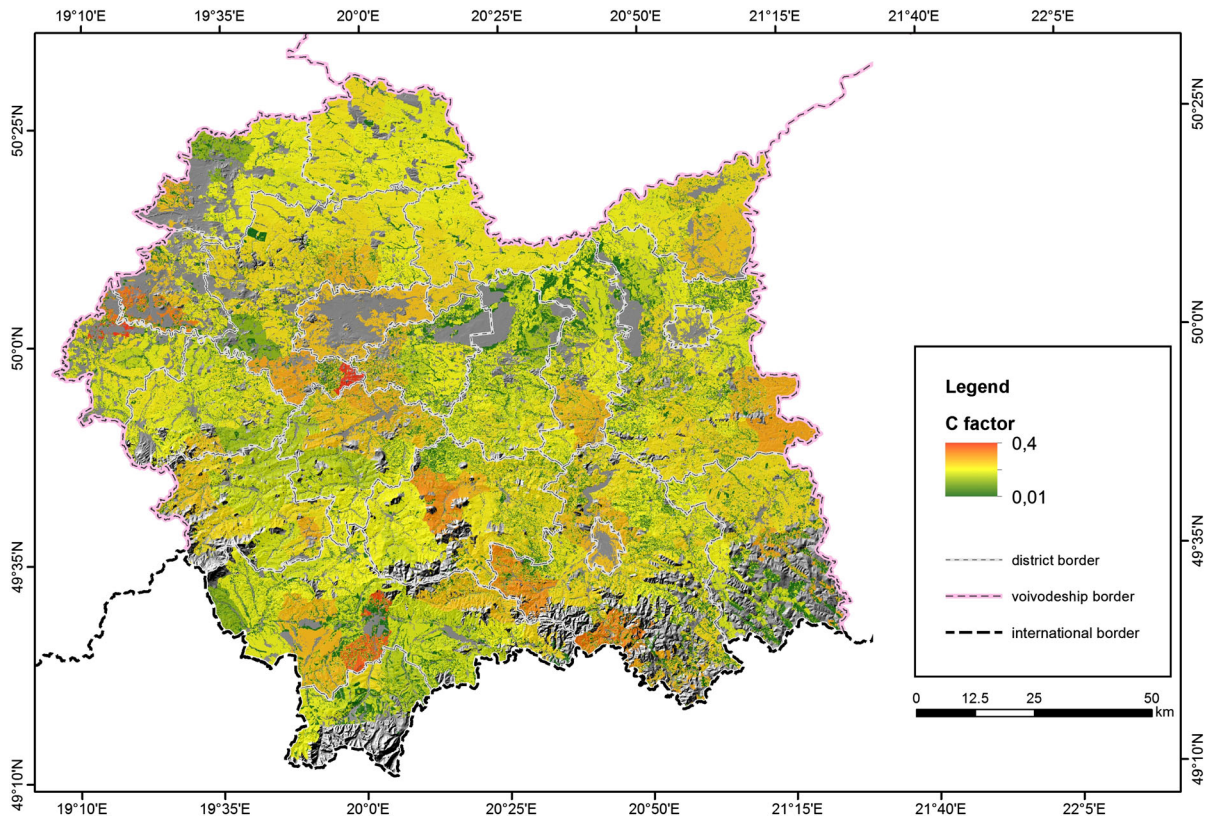 19°10'E 19°35'E 20°0'E 20°25'E 20°50'E 21°15'E 21°40'E 22°5'E
50°25'N 50°25'N
50°0'N 50°0'N
Legend
C factor
0,4
0,01
49°35'N 49°35'N
district border
voivodeship border
international border
0 12.5 25 50
km
49°10'N 49°10'N
19°10'E 19°35'E 20°0'E 20°25'E 20°50'E 21°15'E 21°40'E 22°5'E